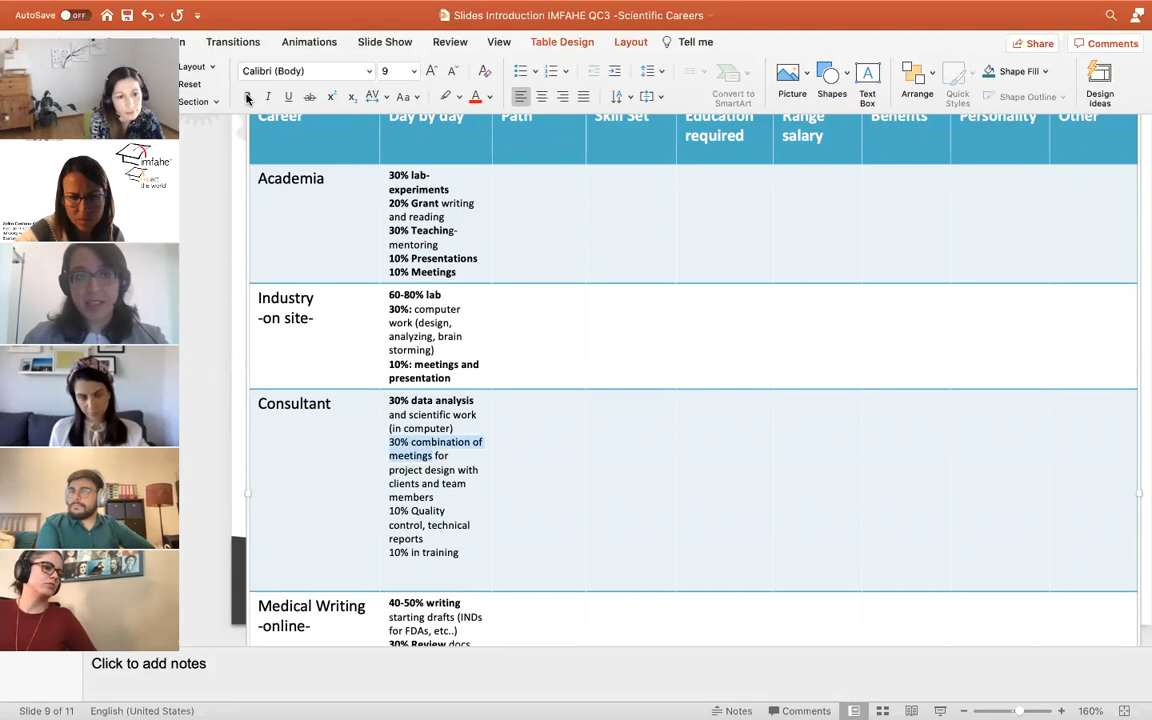 AutoSave OFF
Slides Introduction IMFAHE QC3 -Scientific Careers
Transitions Animations Slide Show Review View Table Design Layout Tell me
Share Comments
Layout
Reset
Section
Calibri (Body) 9
Convert to
SmartArt
Picture Shapes Text
Box
Arrange Quick
Styles
Shape Fill
Shape Outline
Design
Ideas
imfahe
the world
Career Day by day Path Skill Set Education
required Range
salary Benefits Personality Other
Academia
30% lab-
experiments
20% Grant writing
and reading
30% Teaching-
mentoring
10% Presentations
10% Meetings
Industry
-on site-
60-80% lab
30%: computer
work (design,
analyzing, brain
storming)
10%: meetings and
presentation
Consultant
30% data analysis
and scientific work
(in computer)
30% combination of
meetings for
project design with
clients and team
members
10% Quality
control, technical
reports
10% in training
Medical Writing
-online-
40-50% writing
starting drafts (INDs
for FDAs, etc..)
30% Review docs
Click to add notes
Slide 9 of 11 English (United States) Notes Comments 160%